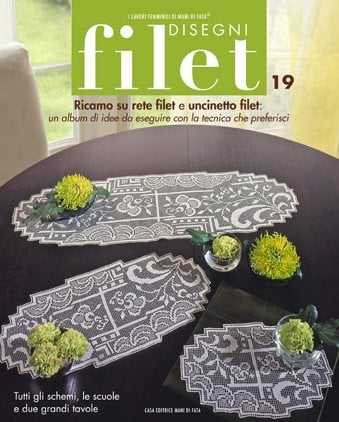 I LAVORI FEMMINILI DI MANI DI FATA®
DISEGNI
filet 19
Ricamo su rete filet e uncinetto filet:
un album di idee da eseguire con la tecnica che preferisci
Tutti gli schemi, le scuole
e due grandi tavole
CASA EDITRICE MANI DI FATA